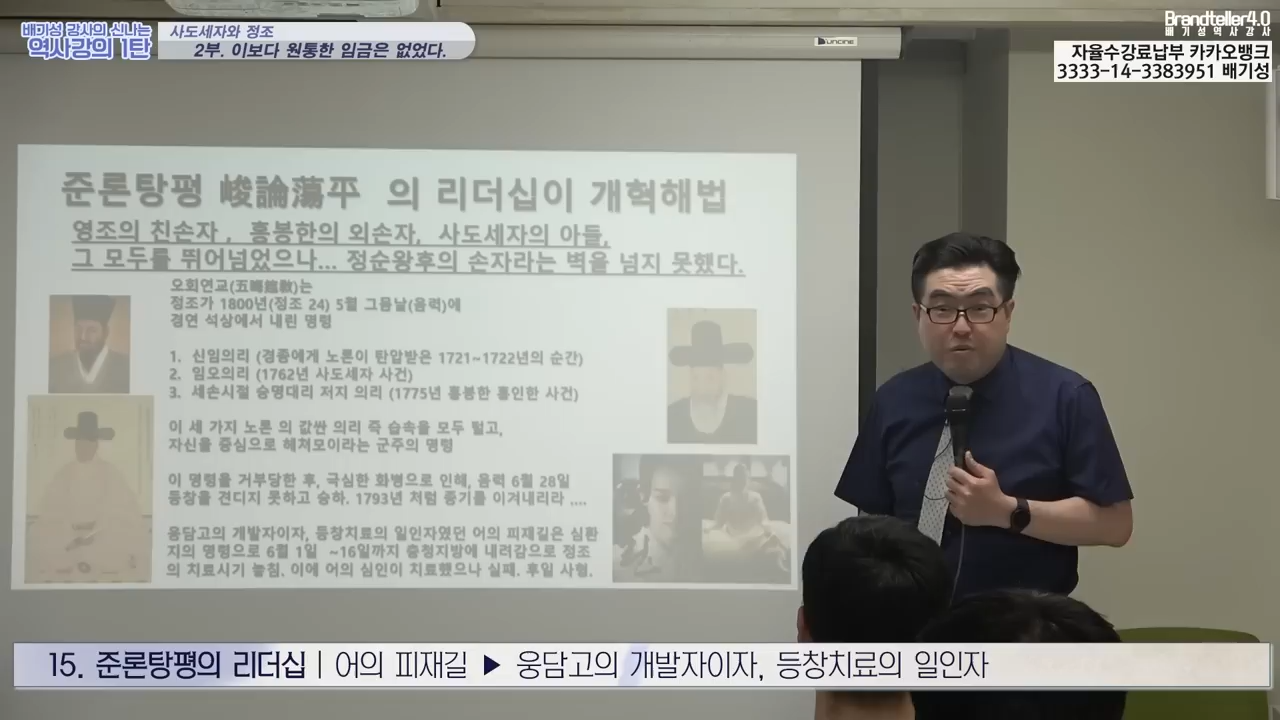 배기성 강사의 신나는
역사강의 1탄
사도세자와 정조
2부. 이보다 원통한 임금은 없었다.
Brandteller4.0
배기성역사강사
자율수강료납부 카카오뱅크
3333-14-3383951 배기성
준론탕평 峻論蕩平 의 리더십이 개혁해법
영조의 친손자, 홍봉한의 외손자, 사도세자의 아들,
그 모두를 뛰어넘었으나... 정순왕후의 손자라는 벽을 넘지 못했다.
오회연교(五晦筵敎)는
정조가 1800년(정조 24) 5월 그믐날(음력)에
경연 석상에서 내린 명령
1. 신임의리 (경종에게 노론이 탄압받은 1721~1722년의 순간)
2. 임오의리 (1762년 사도세자 사건)
3. 세손시절 승명대리 저지 의리 (1775년 홍봉한 홍인한 사건)
이 세 가지 노론 의 값싼 의리 즉 습속을 모두 털고,
자신을 중심으로 헤쳐모이라는 군주의 명령
이 명령을 거부당한 후, 극심한 화병으로 인해, 음력 6월 28일
등창을 견디지 못하고 승하. 1793년 처럼 종기를 이겨내리라 ....
웅담고의 개발자이자, 등창치료의 일인자였던 어의 피재길은 심환
지의 명령으로 6월 1일 ~16일까지 충청지방에 내려감으로 정조
의 치료시기 놓침. 이에 어의 심인이 치료했으나 실패. 후일 사형.
15. 준론탕평의 리더십 | 어의 피재길 ▶ 웅담고의 개발자이자, 등창치료의 일인자